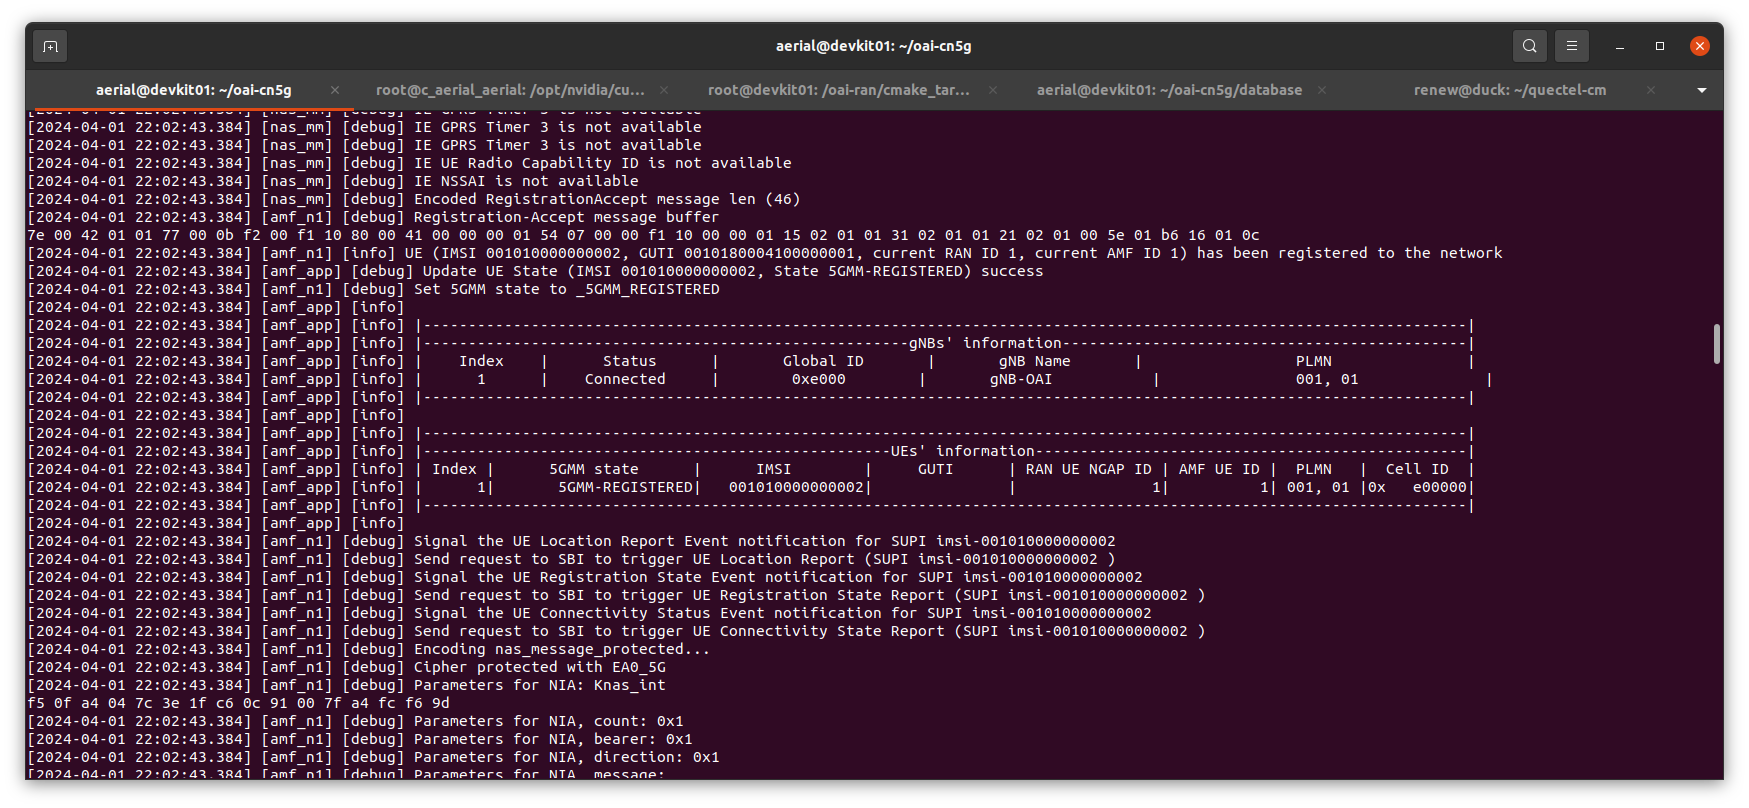 aerial@devkit01: ~/oai-cn5g
aerial@devkit01: ~/oai-cn5g × root@c_aerial_aerial: /opt/nvidia/cu... × root@devkit01: /oai-ran/cmake_tar... × aerial@devkit01: ~/oai-cn5g/database × renew@duck: ~/quectel-cm ×
[2024-04-01 22:02:43.384] [nas_mm] [debug] IE GPRS Timer 3 is not available
[2024-04-01 22:02:43.384] [nas_mm] [debug] IE GPRS Timer 3 is not available
[2024-04-01 22:02:43.384] [nas_mm] [debug] IE GPRS Timer 3 is not available
[2024-04-01 22:02:43.384] [nas_mm] [debug] IE UE Radio Capability ID is not available
[2024-04-01 22:02:43.384] [nas_mm] [debug] IE NSSAI is not available
[2024-04-01 22:02:43.384] [nas_mm] [debug] Encoded RegistrationAccept message len (46)
[2024-04-01 22:02:43.384] [amf_n1] [debug] Registration-Accept message buffer
7e 00 42 01 01 77 00 0b f2 00 f1 10 80 00 41 00 00 00 01 54 07 00 00 f1 10 00 00 01 15 02 01 01 31 02 01 01 21 02 01 00 5e 01 b6 16 01 0c
[2024-04-01 22:02:43.384] [amf_n1] [info] UE (IMSI 001010000000002, GUTI 0010180004100000001, current RAN ID 1, current AMF ID 1) has been registered to the network
[2024-04-01 22:02:43.384] [amf_app] [debug] Update UE State (IMSI 001010000000002, State 5GMM-REGISTERED) success
[2024-04-01 22:02:43.384] [amf_n1] [debug] Set 5GMM state to _5GMM_REGISTERED
[2024-04-01 22:02:43.384] [amf_app] [info]
[2024-04-01 22:02:43.384] [amf_app] [info] |--------------------------------------------------------------------------------------------------------------------|
[2024-04-01 22:02:43.384] [amf_app] [info] |------------------------------------------------------gNBs' information---------------------------------------------|
[2024-04-01 22:02:43.384] [amf_app] [info] |    Index    |      Status      |       Global ID       |       gNB Name       |                 PLMN               |
[2024-04-01 22:02:43.384] [amf_app] [info] |      1      |    Connected     |        0xe000        |       gNB-OAI           |               001, 01              |
[2024-04-01 22:02:43.384] [amf_app] [info] |--------------------------------------------------------------------------------------------------------------------|
[2024-04-01 22:02:43.384] [amf_app] [info]
[2024-04-01 22:02:43.384] [amf_app] [info] |--------------------------------------------------------------------------------------------------------------------|
[2024-04-01 22:02:43.384] [amf_app] [info] |----------------------------------------------------UEs' information------------------------------------------------|
[2024-04-01 22:02:43.384] [amf_app] [info] | Index |      5GMM state      |      IMSI        |     GUTI      | RAN UE NGAP ID | AMF UE ID |  PLMN   |  Cell ID  |
[2024-04-01 22:02:43.384] [amf_app] [info] |      1|       5GMM-REGISTERED|   001010000000002|               |               1|          1| 001, 01 |0x   e00000|
[2024-04-01 22:02:43.384] [amf_app] [info] |--------------------------------------------------------------------------------------------------------------------|
[2024-04-01 22:02:43.384] [amf_app] [info]
[2024-04-01 22:02:43.384] [amf_n1] [debug] Signal the UE Location Report Event notification for SUPI imsi-001010000000002
[2024-04-01 22:02:43.384] [amf_n1] [debug] Send request to SBI to trigger UE Location Report (SUPI imsi-001010000000002 )
[2024-04-01 22:02:43.384] [amf_n1] [debug] Signal the UE Registration State Event notification for SUPI imsi-001010000000002
[2024-04-01 22:02:43.384] [amf_n1] [debug] Send request to SBI to trigger UE Registration State Report (SUPI imsi-001010000000002 )
[2024-04-01 22:02:43.384] [amf_n1] [debug] Signal the UE Connectivity Status Event notification for SUPI imsi-001010000000002
[2024-04-01 22:02:43.384] [amf_n1] [debug] Send request to SBI to trigger UE Connectivity State Report (SUPI imsi-001010000000002 )
[2024-04-01 22:02:43.384] [amf_n1] [debug] Encoding nas_message_protected...
[2024-04-01 22:02:43.384] [amf_n1] [debug] Cipher protected with EA0_5G
[2024-04-01 22:02:43.384] [amf_n1] [debug] Parameters for NIA: Knas_int
f5 0f a4 04 7c 3e 1f c6 0c 91 00 7f a4 fc f6 9d
[2024-04-01 22:02:43.384] [amf_n1] [debug] Parameters for NIA, count: 0x1
[2024-04-01 22:02:43.384] [amf_n1] [debug] Parameters for NIA, bearer: 0x1
[2024-04-01 22:02:43.384] [amf_n1] [debug] Parameters for NIA, direction: 0x1
[2024-04-01 22:02:43.384] [amf_n1] [debug] Parameters for NIA, message: